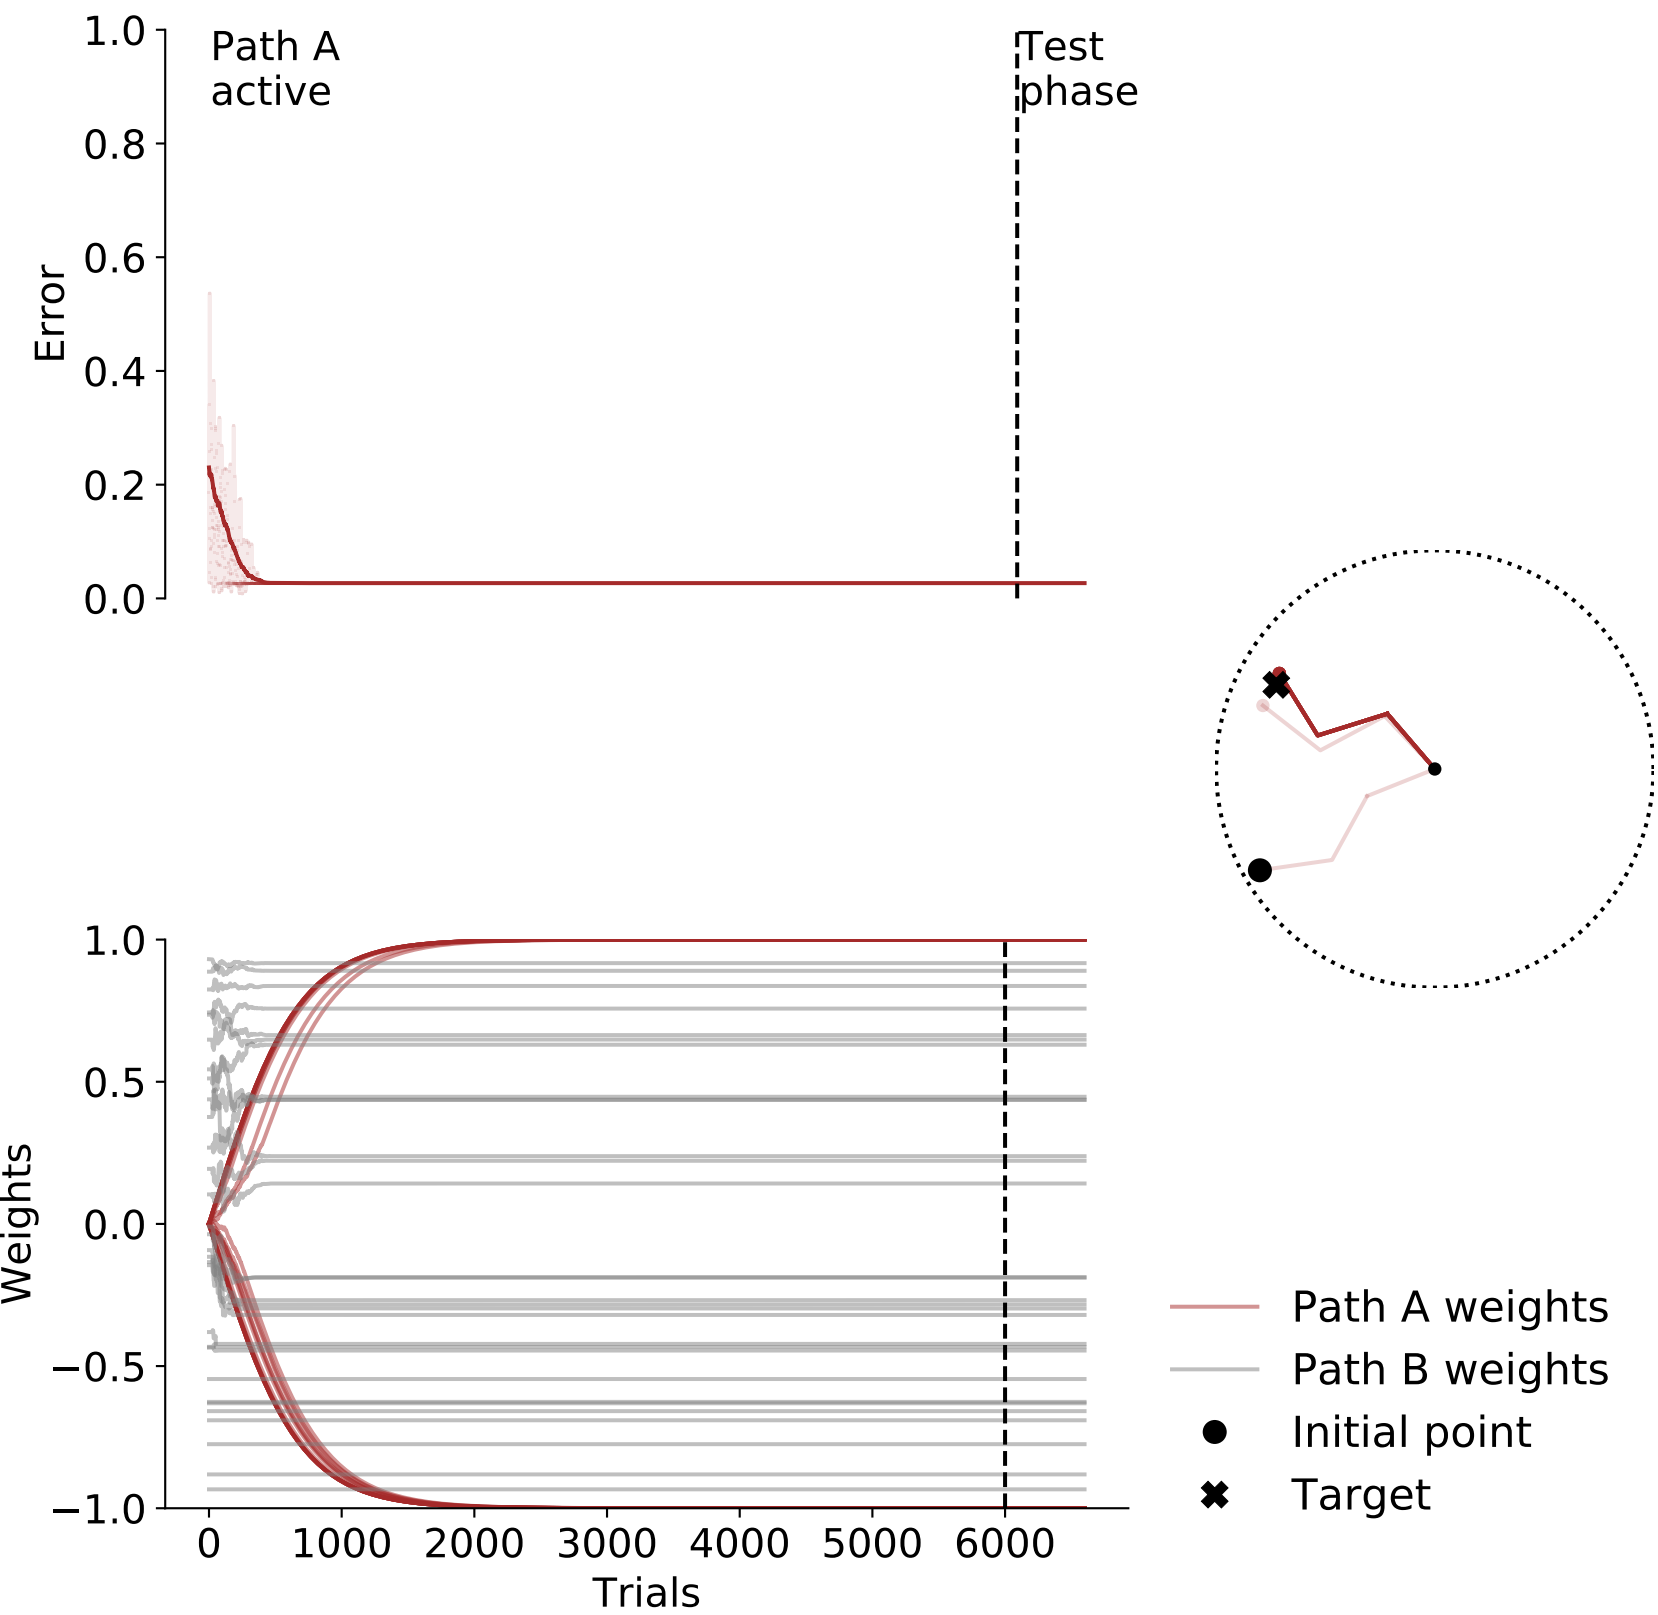 1.0
Path A
active
Test
phase
0.8
0.6
Error
0.4
0.2
0.0
1.0
0.5
Weights
0.0
−0.5
−1.0
0 1000 2000 3000 4000 5000 6000
Trials
Path A weights
Path B weights
Initial point
Target